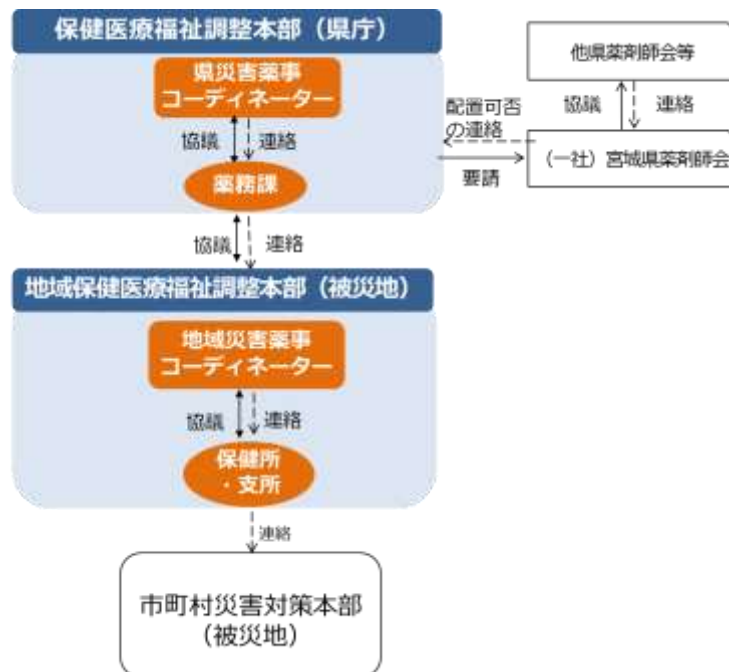 保健医療福祉調整本部（県庁）
県災害薬事
コーディネーター
協議
連絡
薬務課
他県薬剤師会等
協議
連絡
配置可否
の連絡
（一社）宮城県薬剤師会
要請
協議
連絡
地域保健医療福祉調整本部（被災地）
地域災害薬事
コーディネーター
協議
連絡
保健所
・支所
連絡
市町村災害対策本部
（被災地）